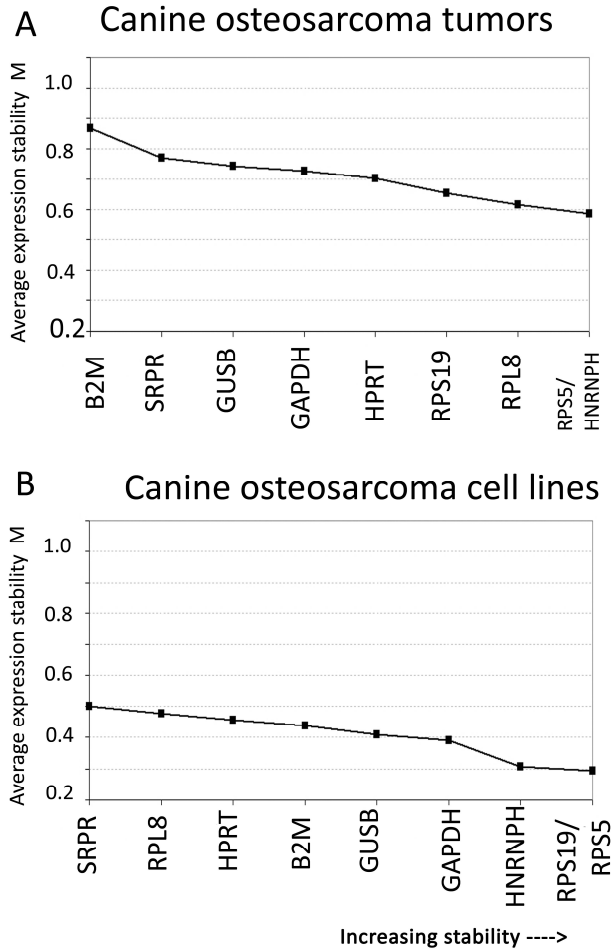 A
Canine osteosarcoma tumors
Average expression stability M
1.0
0.8
0.6
0.4
0.2
B2M
SRPR
GUSB
GAPDH
HPRT
RPS19
RPL8
RPS5/
HNRNPH
B
Canine osteosarcoma cell lines
Average expression stability M
1.0
0.8
0.6
0.4
0.2
SRPR
RPL8
HPRT
B2M
GUSB
GAPDH
HNRNPH
RPS19/
RPS5
Increasing stability ---->